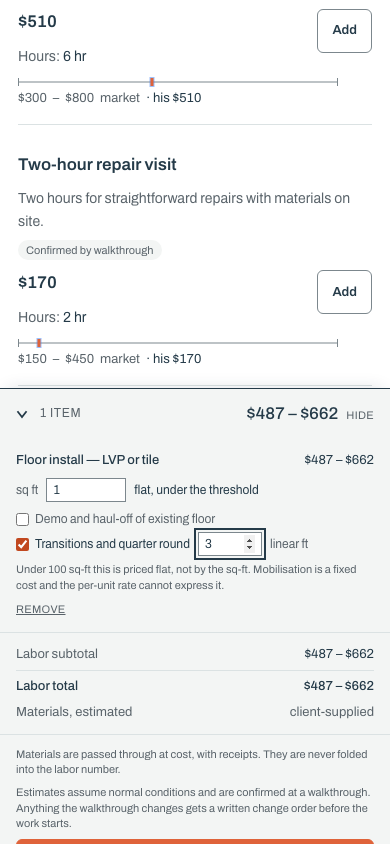 $510
Add
Hours: 6 hr
$300 – $800 market · his $510
Two-hour repair visit
Two hours for straightforward repairs with materials on
site.
Confirmed by walkthrough
$170
Add
Hours: 2 hr
$150 – $450 market · his $170
1 ITEM
$487 – $662 HIDE
Floor install — LVP or tile
$487 – $662
sq ft 1 flat, under the threshold
Demo and haul-off of existing floor
Transitions and quarter round 3 linear ft
Under 100 sq-ft this is priced flat, not by the sq-ft. Mobilisation is a fixed
cost and the per-unit rate cannot express it.
REMOVE
Labor subtotal
$487 – $662
Labor total
$487 – $662
Materials, estimated
client-supplied
Materials are passed through at cost, with receipts. They are never folded
into the labor number.
Estimates assume normal conditions and are confirmed at a walkthrough.
Anything the walkthrough changes gets a written change order before the
work starts.